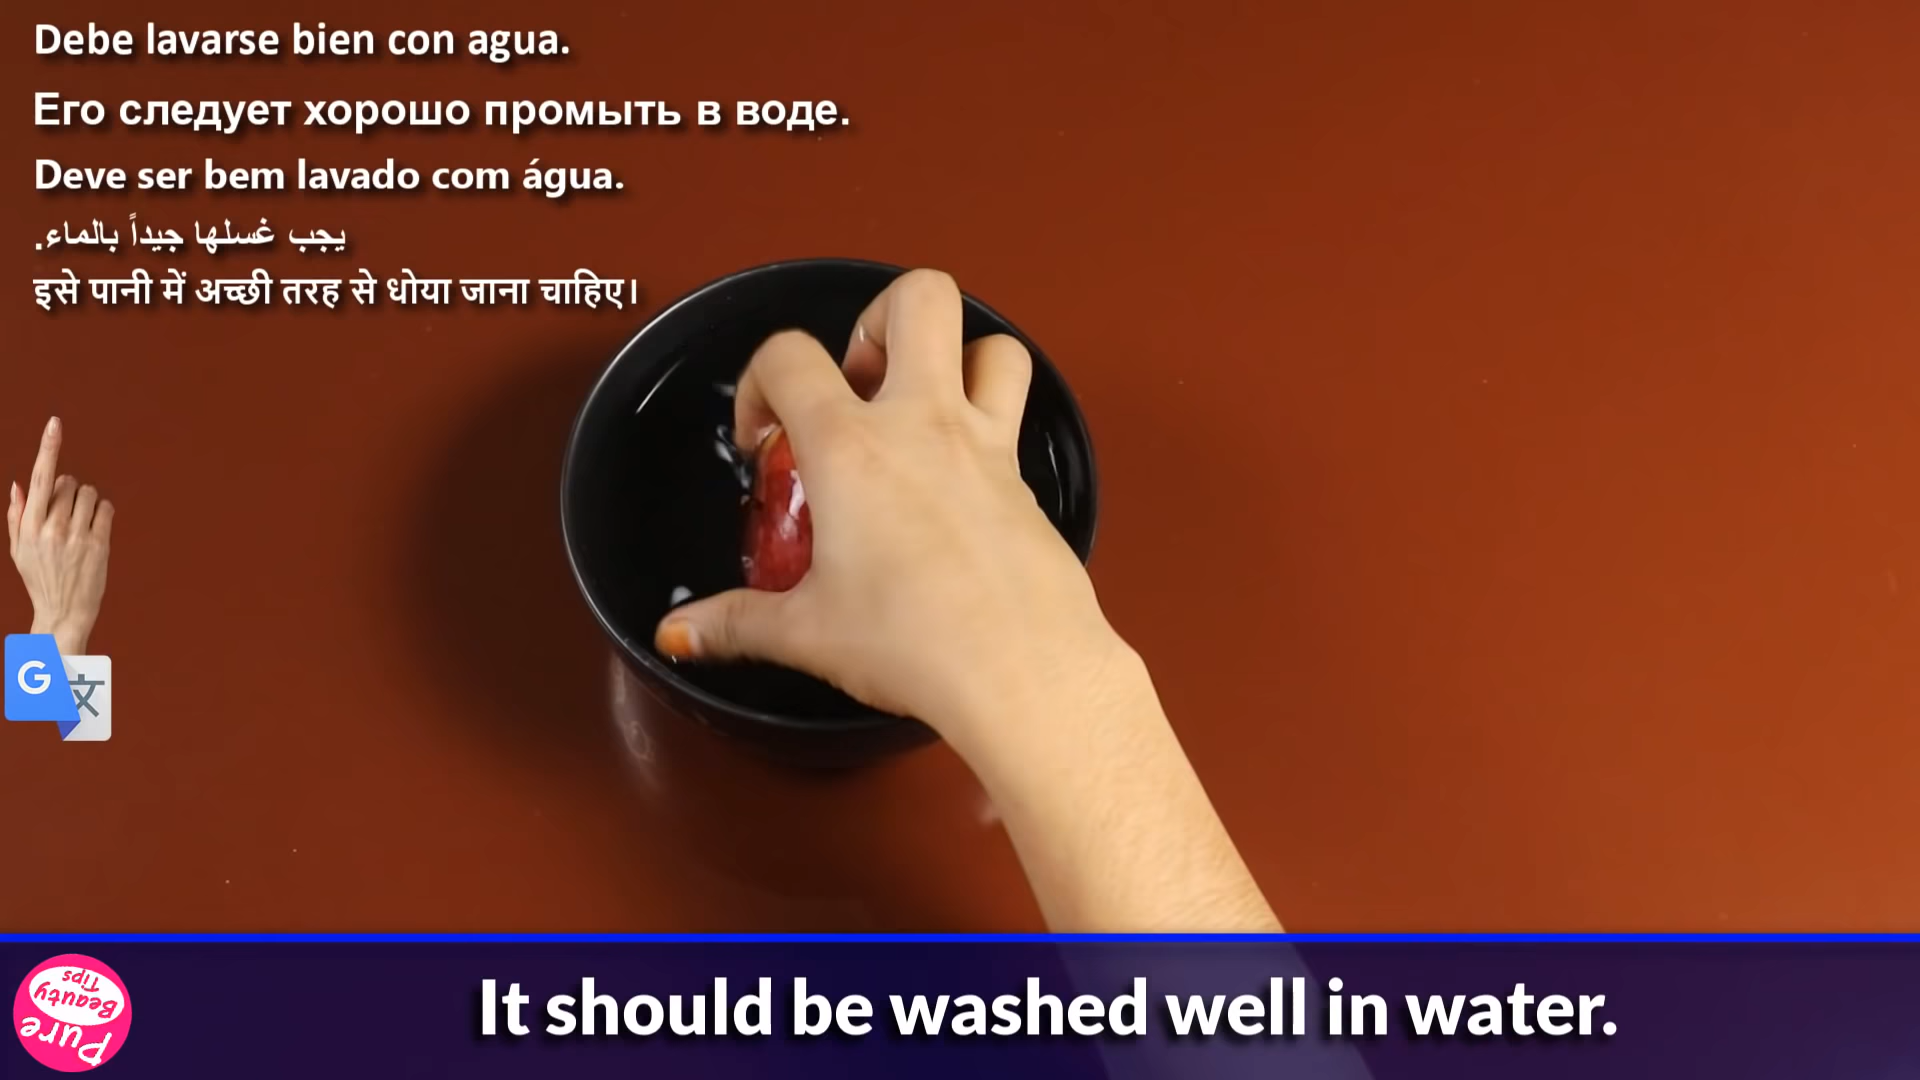 Debe lavarse bien con agua.
Его следует хорошо промыть в воде.
Deve ser bem lavado com água.
يجب غسلها جيداً بالماء.
इसे पानी में अच्छी तरह से धोया जाना चाहिए।
G 文
Pure
Beauty
Tips
It should be washed well in water.